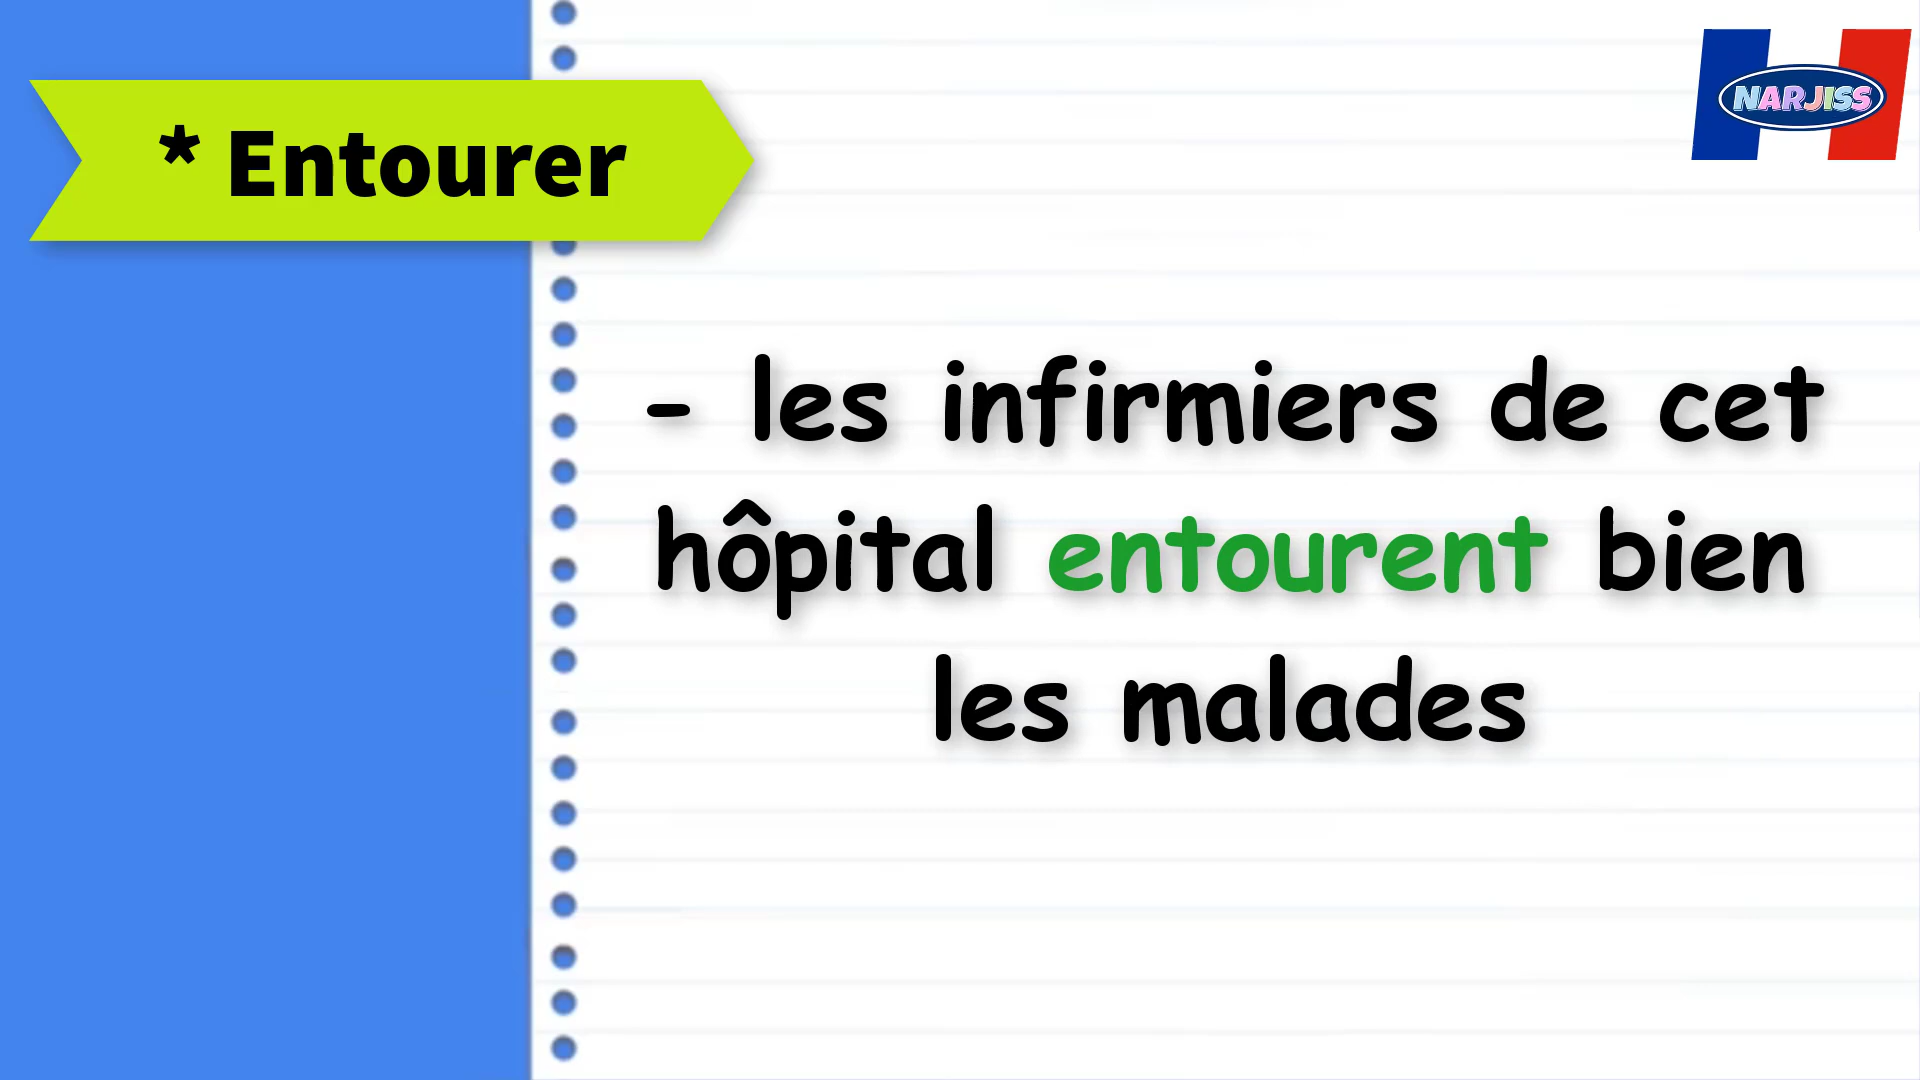 * Entourer
NARJISS
- les infirmiers de cet
hôpital entourent bien
les malades